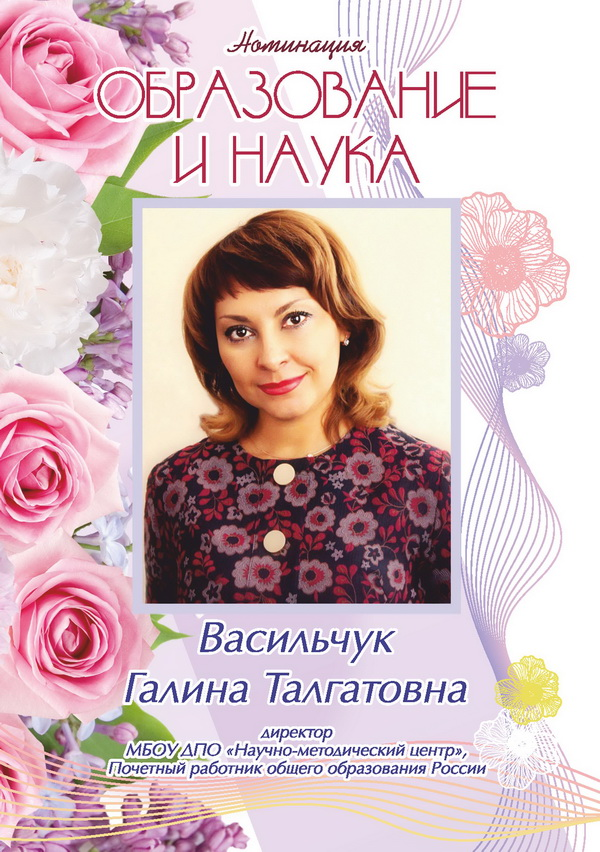 Номинация
ОБРАЗОВАНИЕ
И НАУКА
Васильчук
Галина Талгатовна
директор
МБОУ ДПО «Научно-методический центр»,
Почетный работник общего образования России